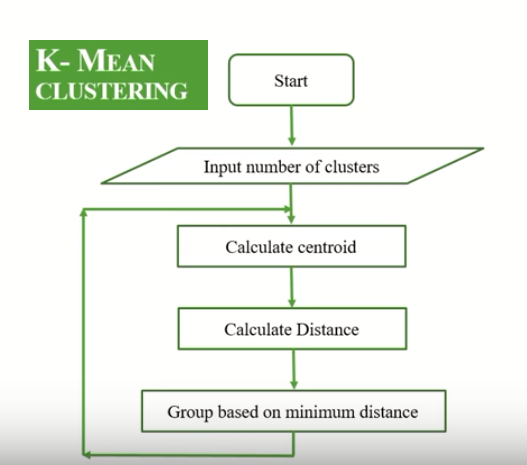 K- MEAN
CLUSTERING
Start
Input number of clusters
Calculate centroid
Calculate Distance
Group based on minimum distance